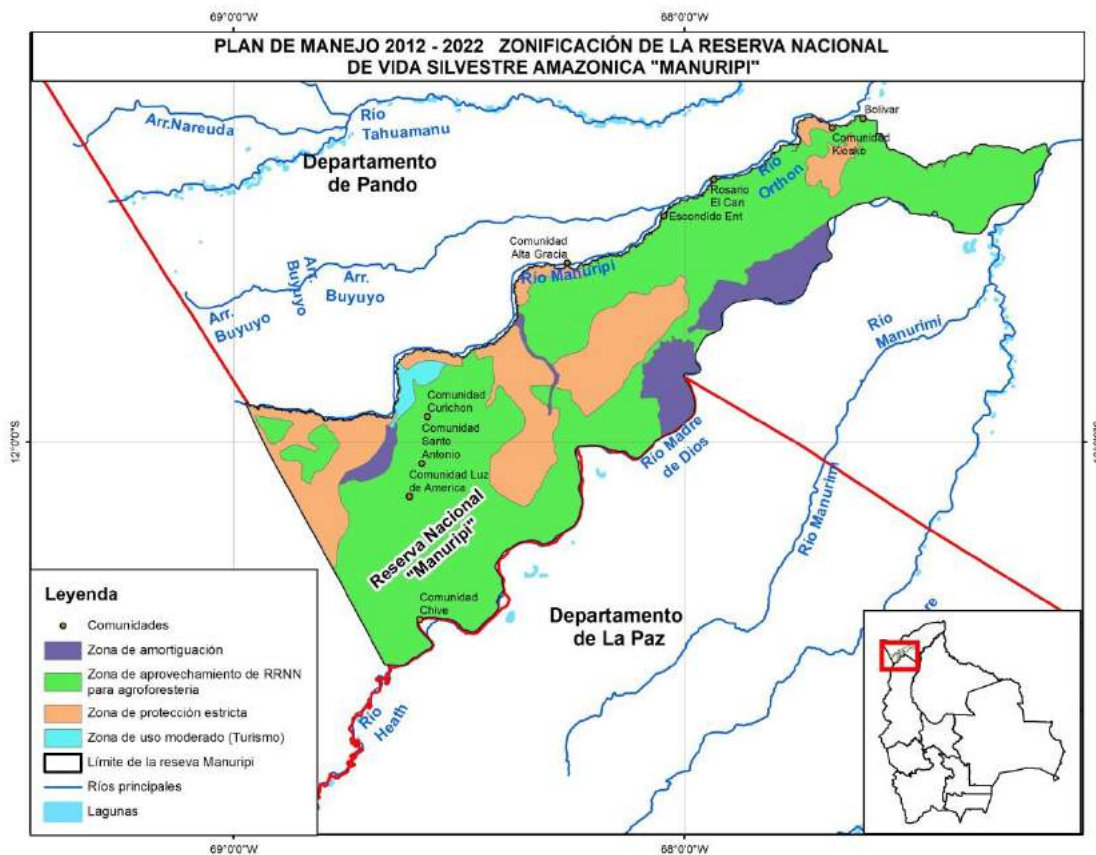 69°0'0"W
68°0'0"W
PLAN DE MANEJO 2012 - 2022 ZONIFICACIÓN DE LA RESERVA NACIONAL
DE VIDA SILVESTRE AMAZONICA "MANURIPI"
Arr.Nareuda
Río
Tahuamanu
Departamento
de Pando
Bolivar
Comunidad
Kiosko
Río
Orthon
Rosario
El Can
Escondido Ent
Comunidad
Alta Gracia
Río Manuripi
Arr.
Buyuyo
Arr.
Buyuyo
Arr.
Buyuyo
Río
Manurimi
Comunidad
Curichon
Comunidad
Santo
Antonio
Comunidad Luz
de America
12°0'0"S
Río Madre
de Dios
Río Manurimi
Reserva Nacional
"Manuripi"
Comunidad
Chive
Departamento
de La Paz
Río
Heath
Leyenda
Comunidades
Zona de amortiguación
Zona de aprovechamiento de RRNN
para agroforesteria
Zona de protección estricta
Zona de uso moderado (Turismo)
Límite de la reseva Manuripi
Ríos principales
Lagunas
69°0'0"W
68°0'0"W